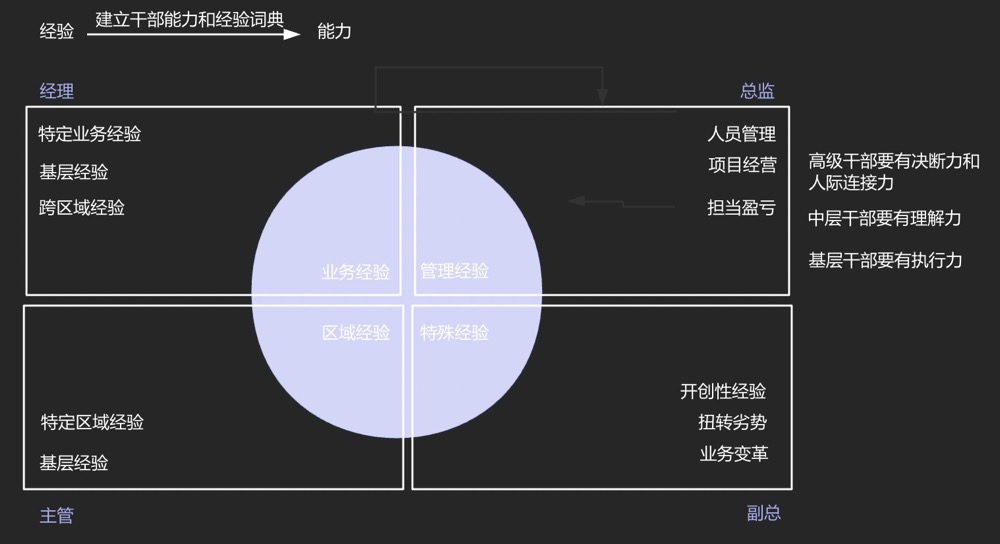 经验
建立干部能力和经验词典
能力
经理
总监
特定业务经验
基层经验
跨区域经验
业务经验
人员管理
项目经营
担当盈亏
管理经验
高级干部要有决断力和
人际连接力
中层干部要有理解力
基层干部要有执行力
区域经验
特殊经验
特定区域经验
基层经验
开创性经验
扭转劣势
业务变革
主管
副总